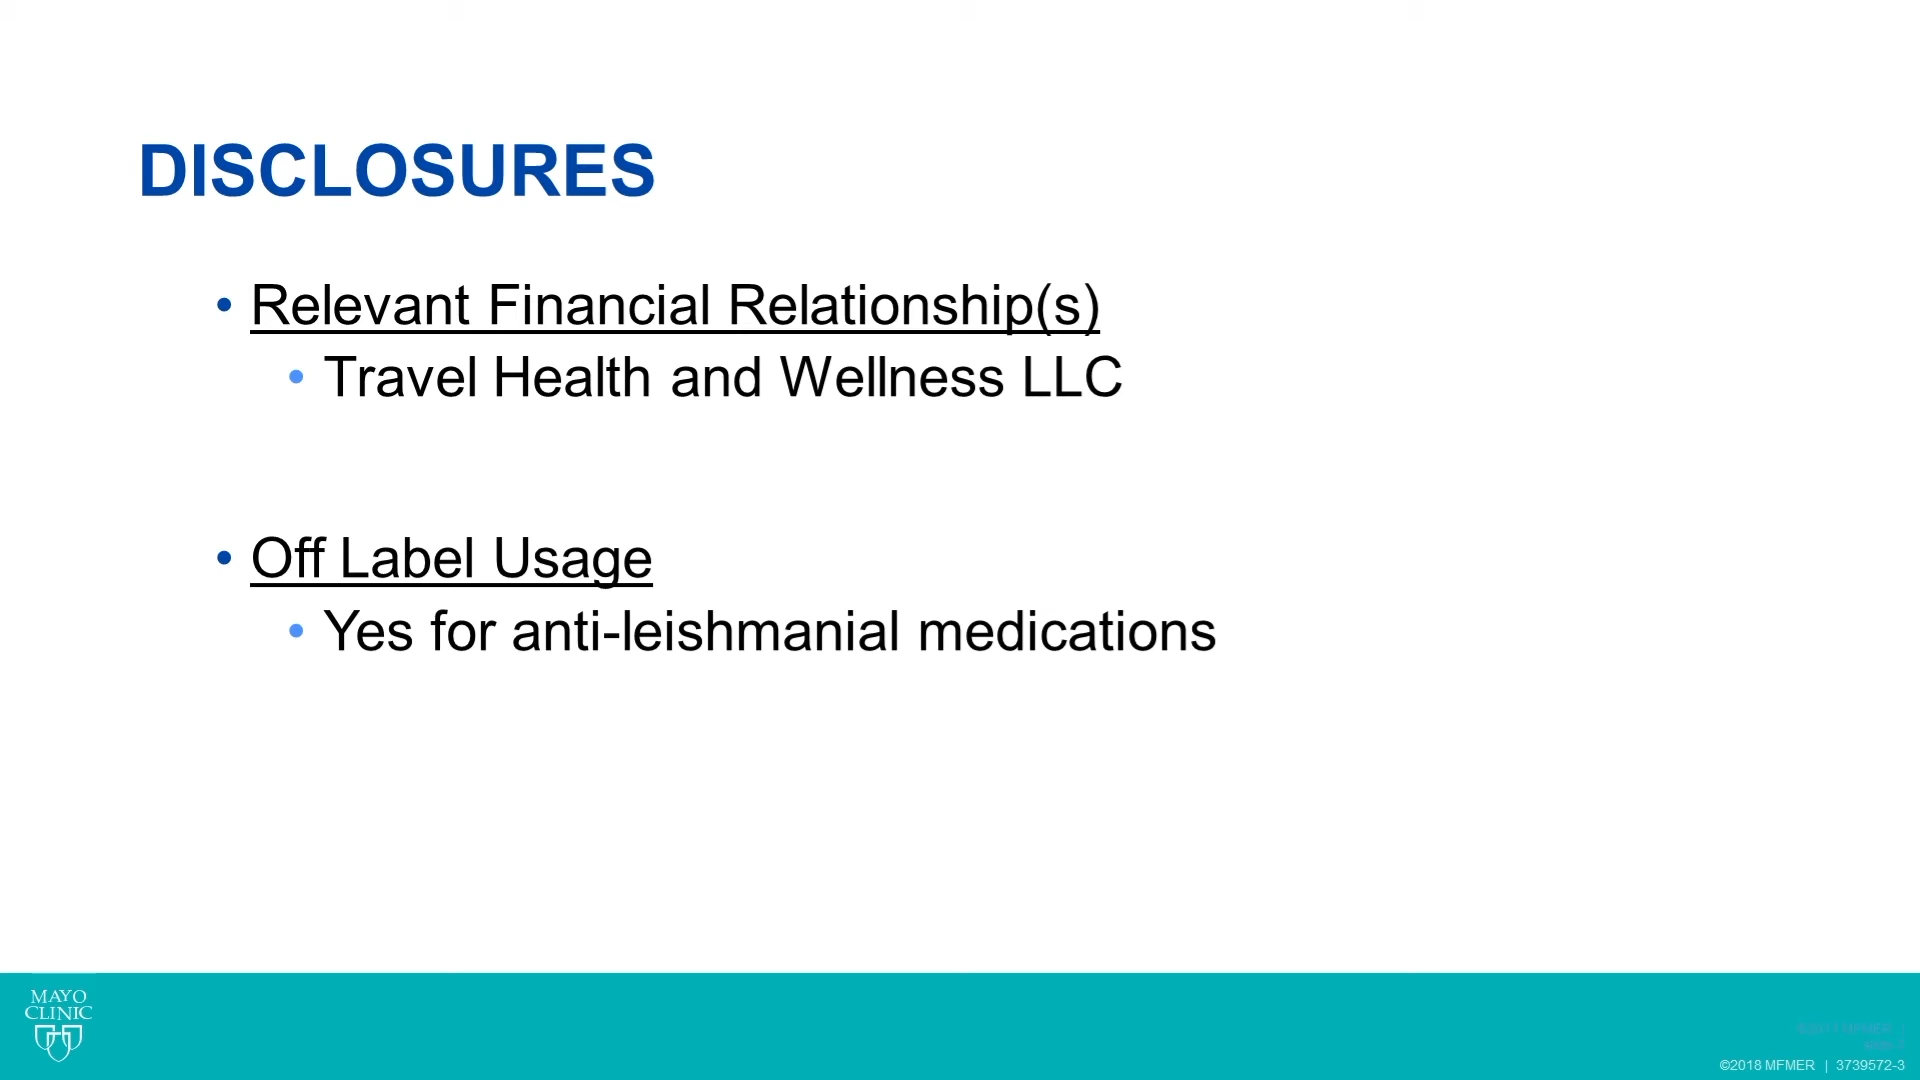 DISCLOSURES
• Relevant Financial Relationship(s)
• Travel Health and Wellness LLC
• Off Label Usage
• Yes for anti-leishmanial medications
MAYO
CLINIC
©2018 MFMER | 3739572-3